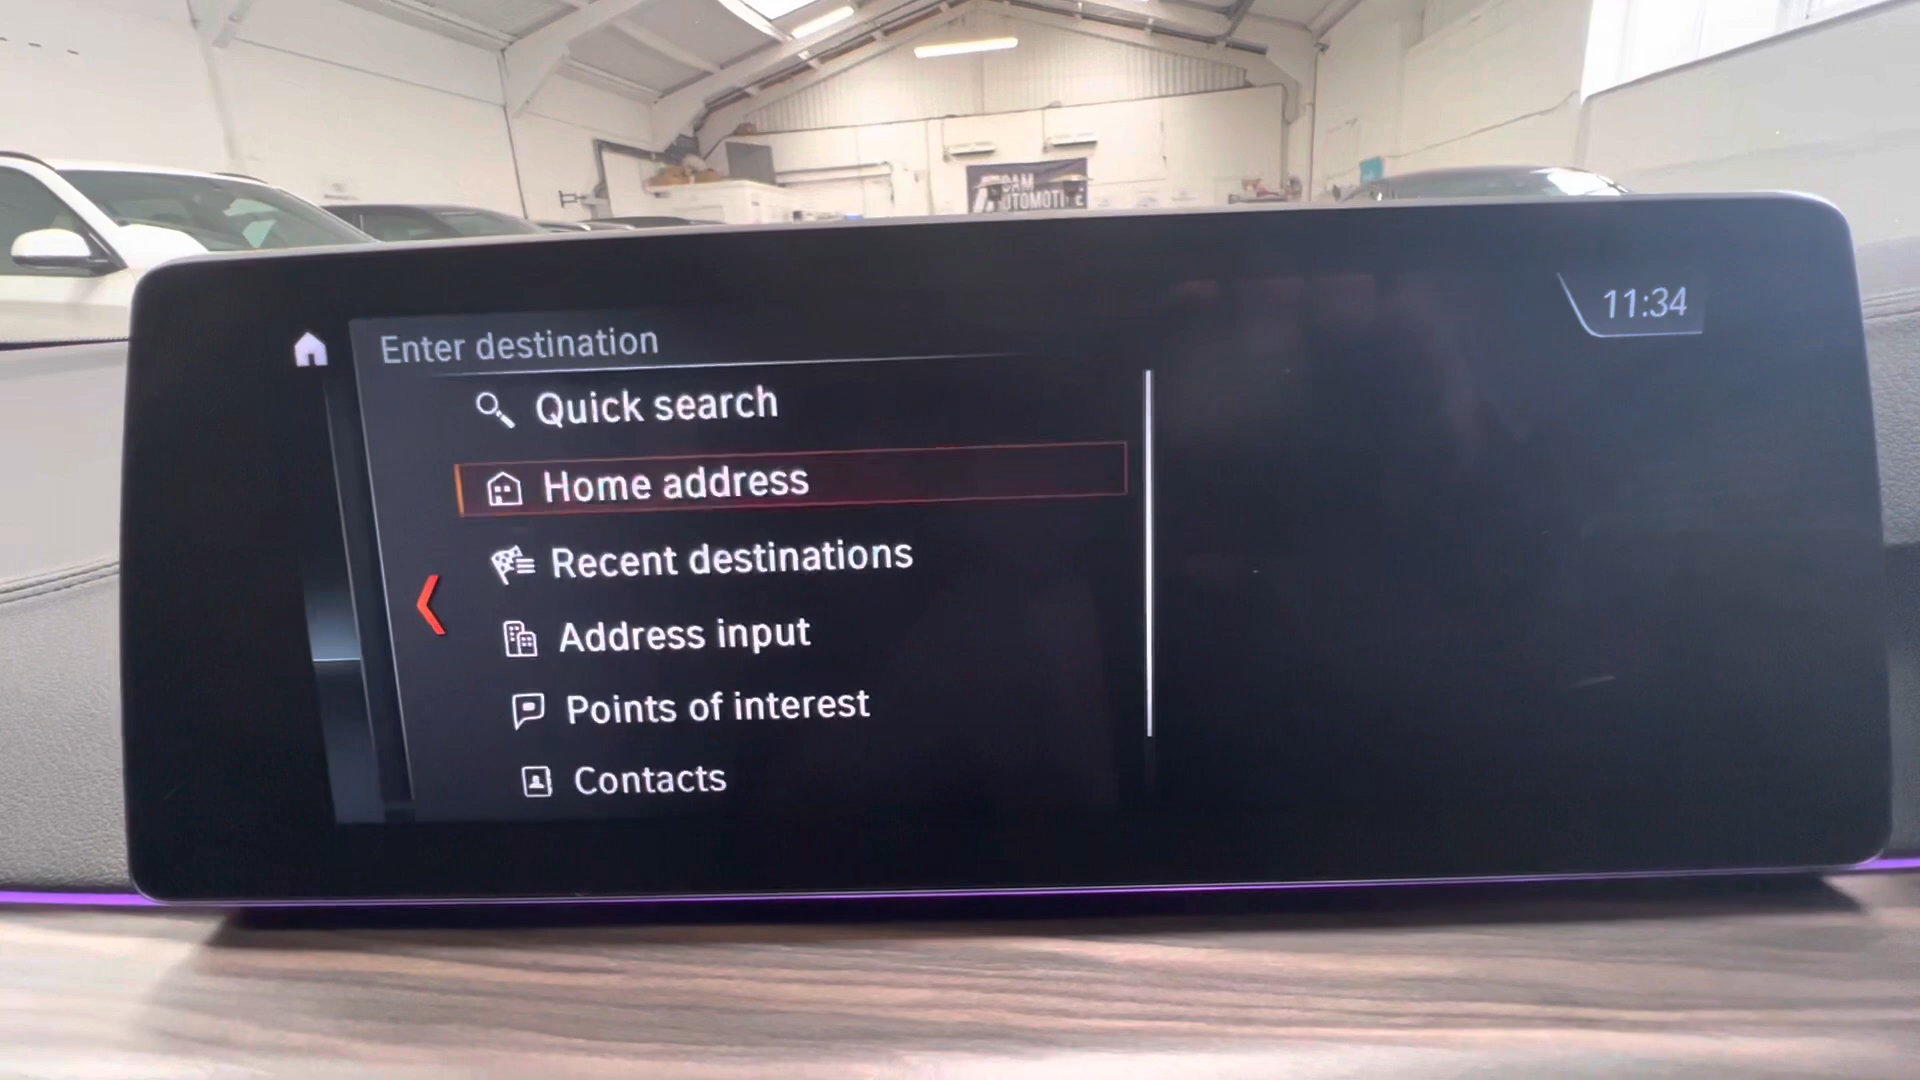 Enter destination
11:34
Quick search
Home address
Recent destinations
Address input
Points of interest
Contacts